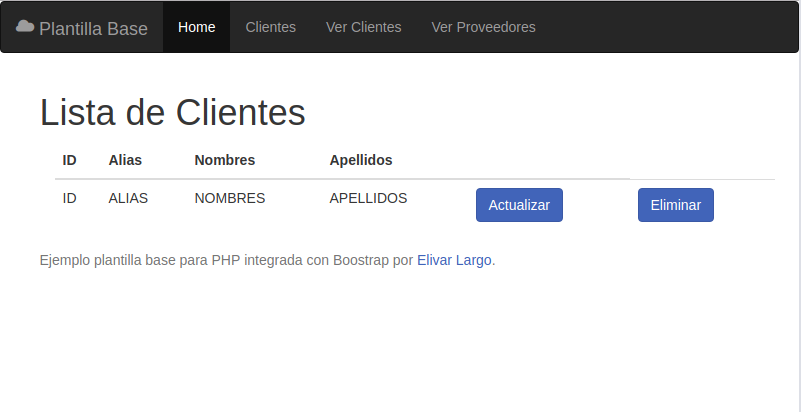 Plantilla Base Home Clientes Ver Clientes Ver Proveedores
Lista de Clientes
ID Alias Nombres Apellidos
ID ALIAS NOMBRES APELLIDOS Actualizar Eliminar
Ejemplo plantilla base para PHP integrada con Boostrap por Elivar Largo.